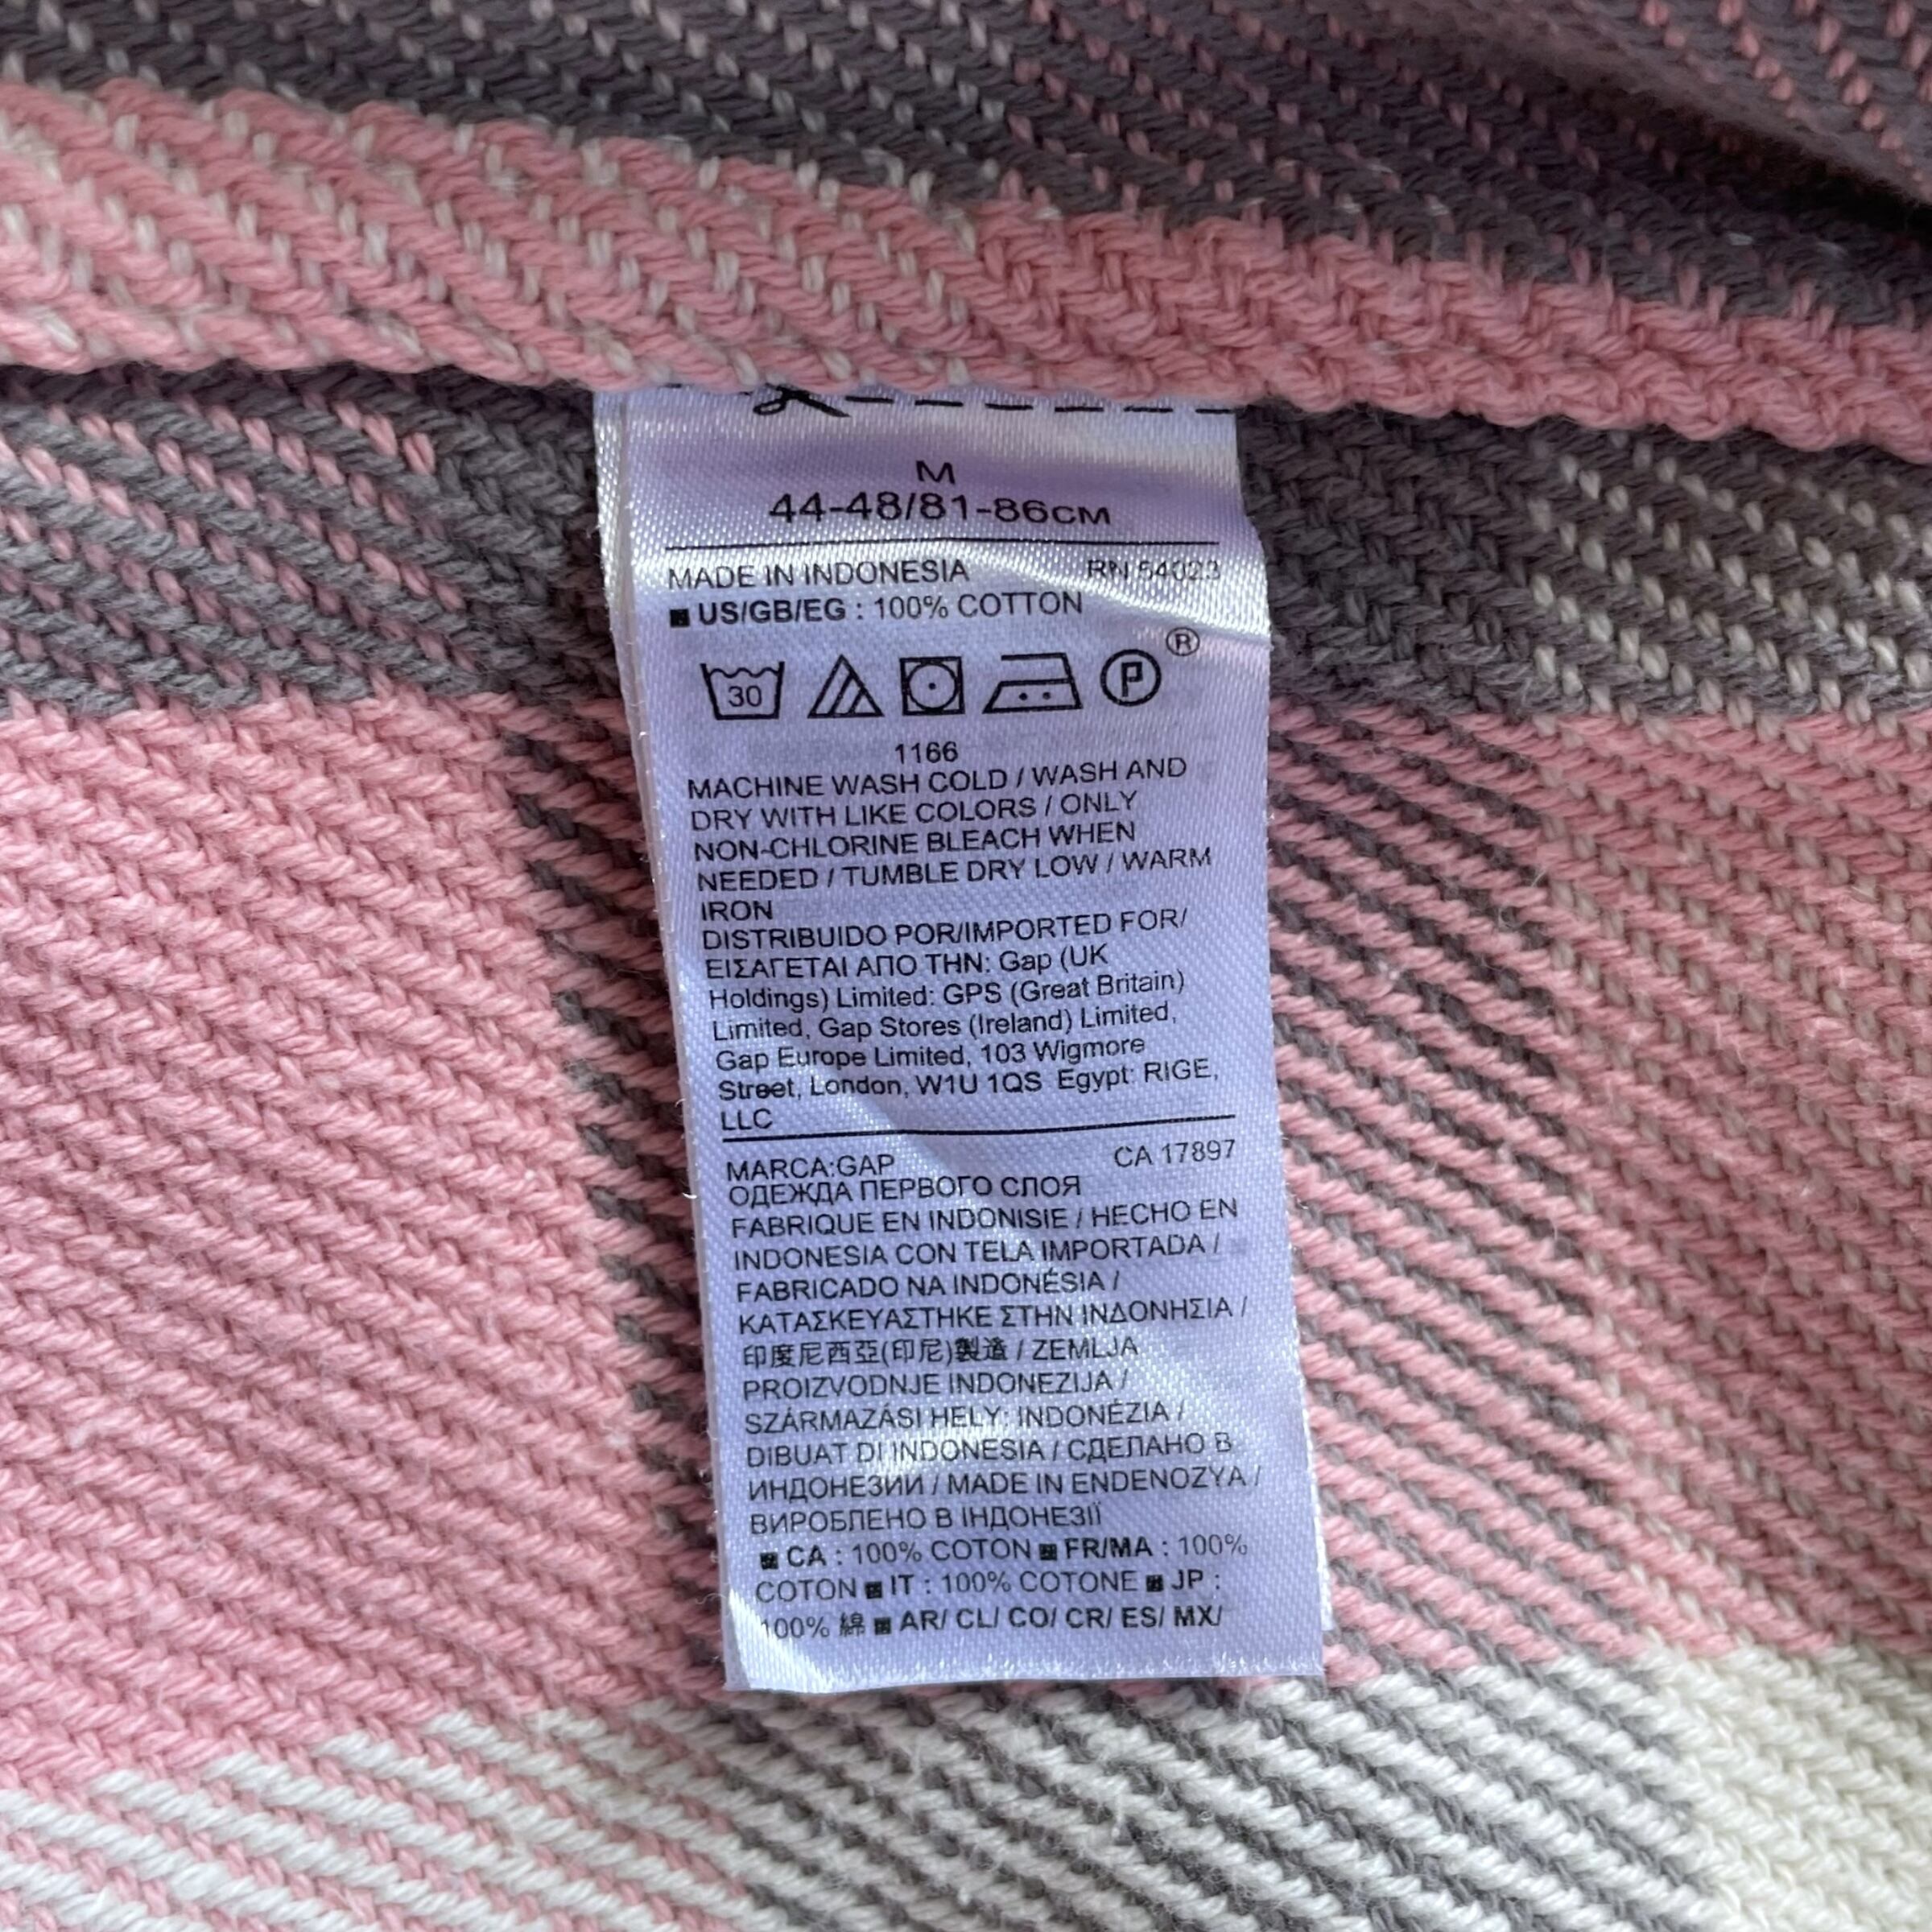 M
44-48/81-86CM
MADE IN INDONESIA RN 54023
US/GB/EG : 100% COTTON
30 P ®
1166
MACHINE WASH COLD / WASH AND
DRY WITH LIKE COLORS / ONLY
NON-CHLORINE BLEACH WHEN
NEEDED / TUMBLE DRY LOW / WARM
IRON
DISTRIBUIDO POR/IMPORTED FOR/
ΕΙΣΑΓΕΤΑΙ ΑΠΟ ΤΗΝ: Gap (UK
Holdings) Limited: GPS (Great Britain)
Limited, Gap Stores (Ireland) Limited,
Gap Europe Limited, 103 Wigmore
Street, London, W1U 1QS Egypt: RIGE,
LLC
MARCA:GAP CA 17897
ОДЕЖДА ПЕРВОГО СЛОЯ
FABRIQUE EN INDONISIE / HECHO EN
INDONESIA CON TELA IMPORTADA /
FABRICADO NA INDONÉSIA /
ΚΑΤΑΣΚΕΥΑΣΤΗΚΕ ΣΤΗΝ ΙΝΔΟΝΗΣΙΑ /
印度尼西亞(印尼)製造 / ZEMLJA
PROIZVODNJE INDONEZIJA /
SZÁRMAZÁSI HELY: INDONÉZIA /
DIBUAT DI INDONESIA / СДЕЛАНО В
ИНДОНЕЗИИ / MADE IN ENDENOZYA /
ВИРОБЛЕНО В ІНДОНЕЗІЇ
CA : 100% COTON FR/MA : 100%
COTON IT : 100% COTONE JP :
100% 綿 AR/ CL/ CO/ CR/ ES/ MX/